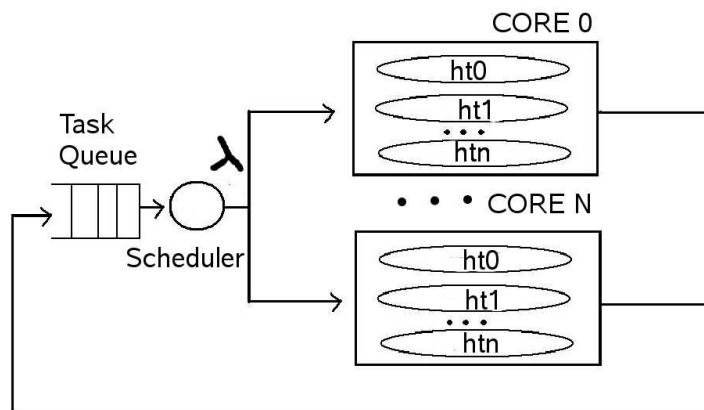 CORE 0
ht0
ht1
...
htn
Task
Queue
Scheduler
... CORE N
ht0
ht1
...
htn